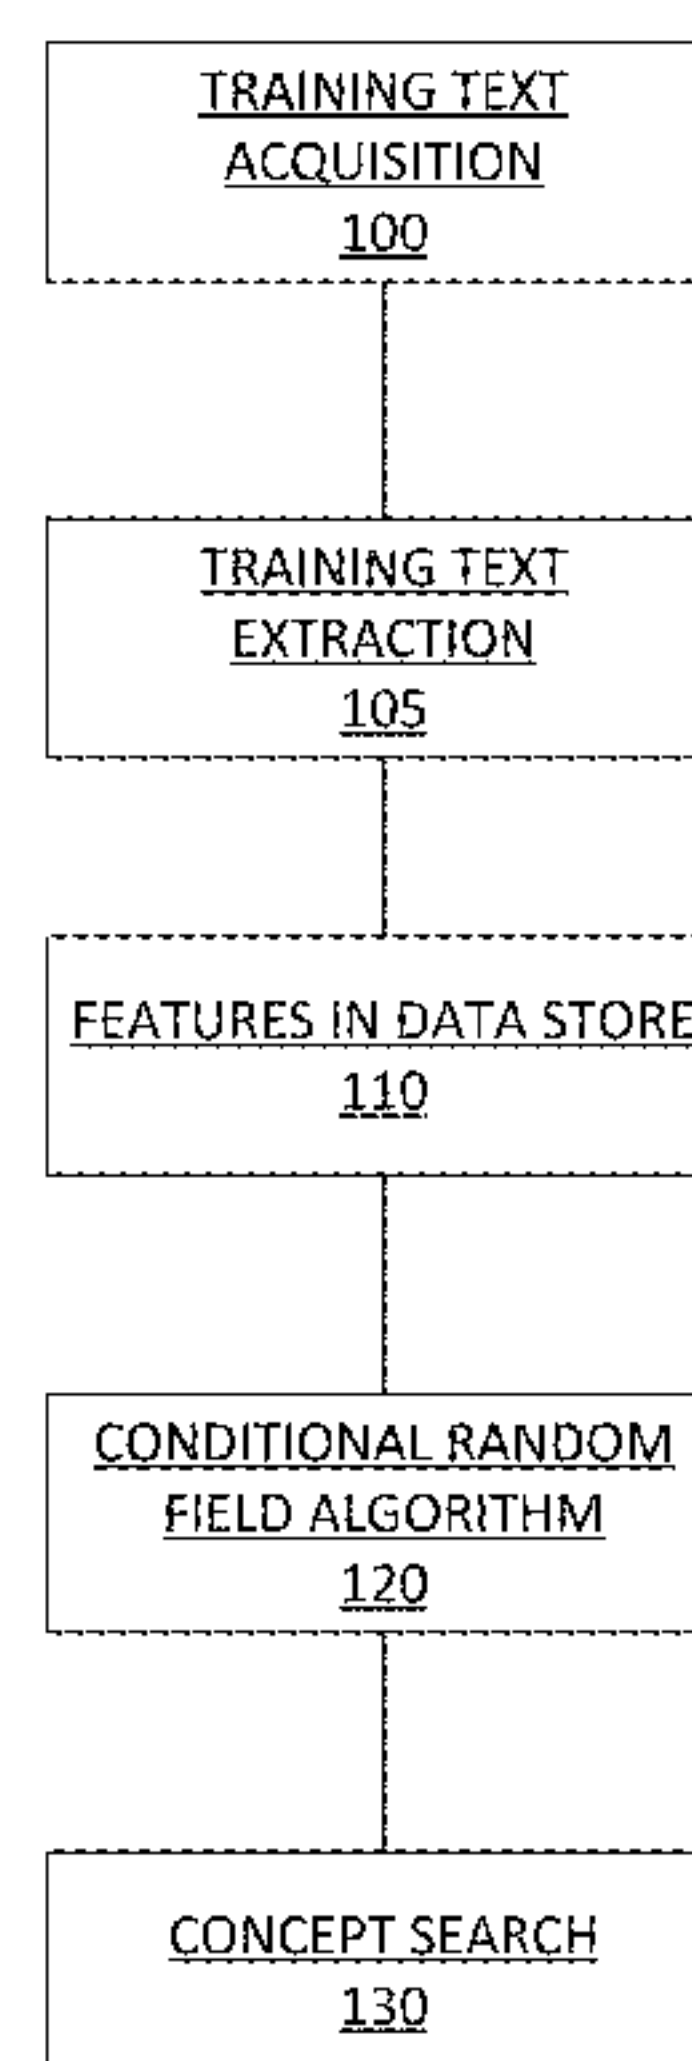 TRAINING TEXT
ACQUISITION
100
TRAINING TEXT
EXTRACTION
105
FEATURES IN DATA STORE
110
CONDITIONAL RANDOM
FIELD ALGORITHM
120
CONCEPT SEARCH
130